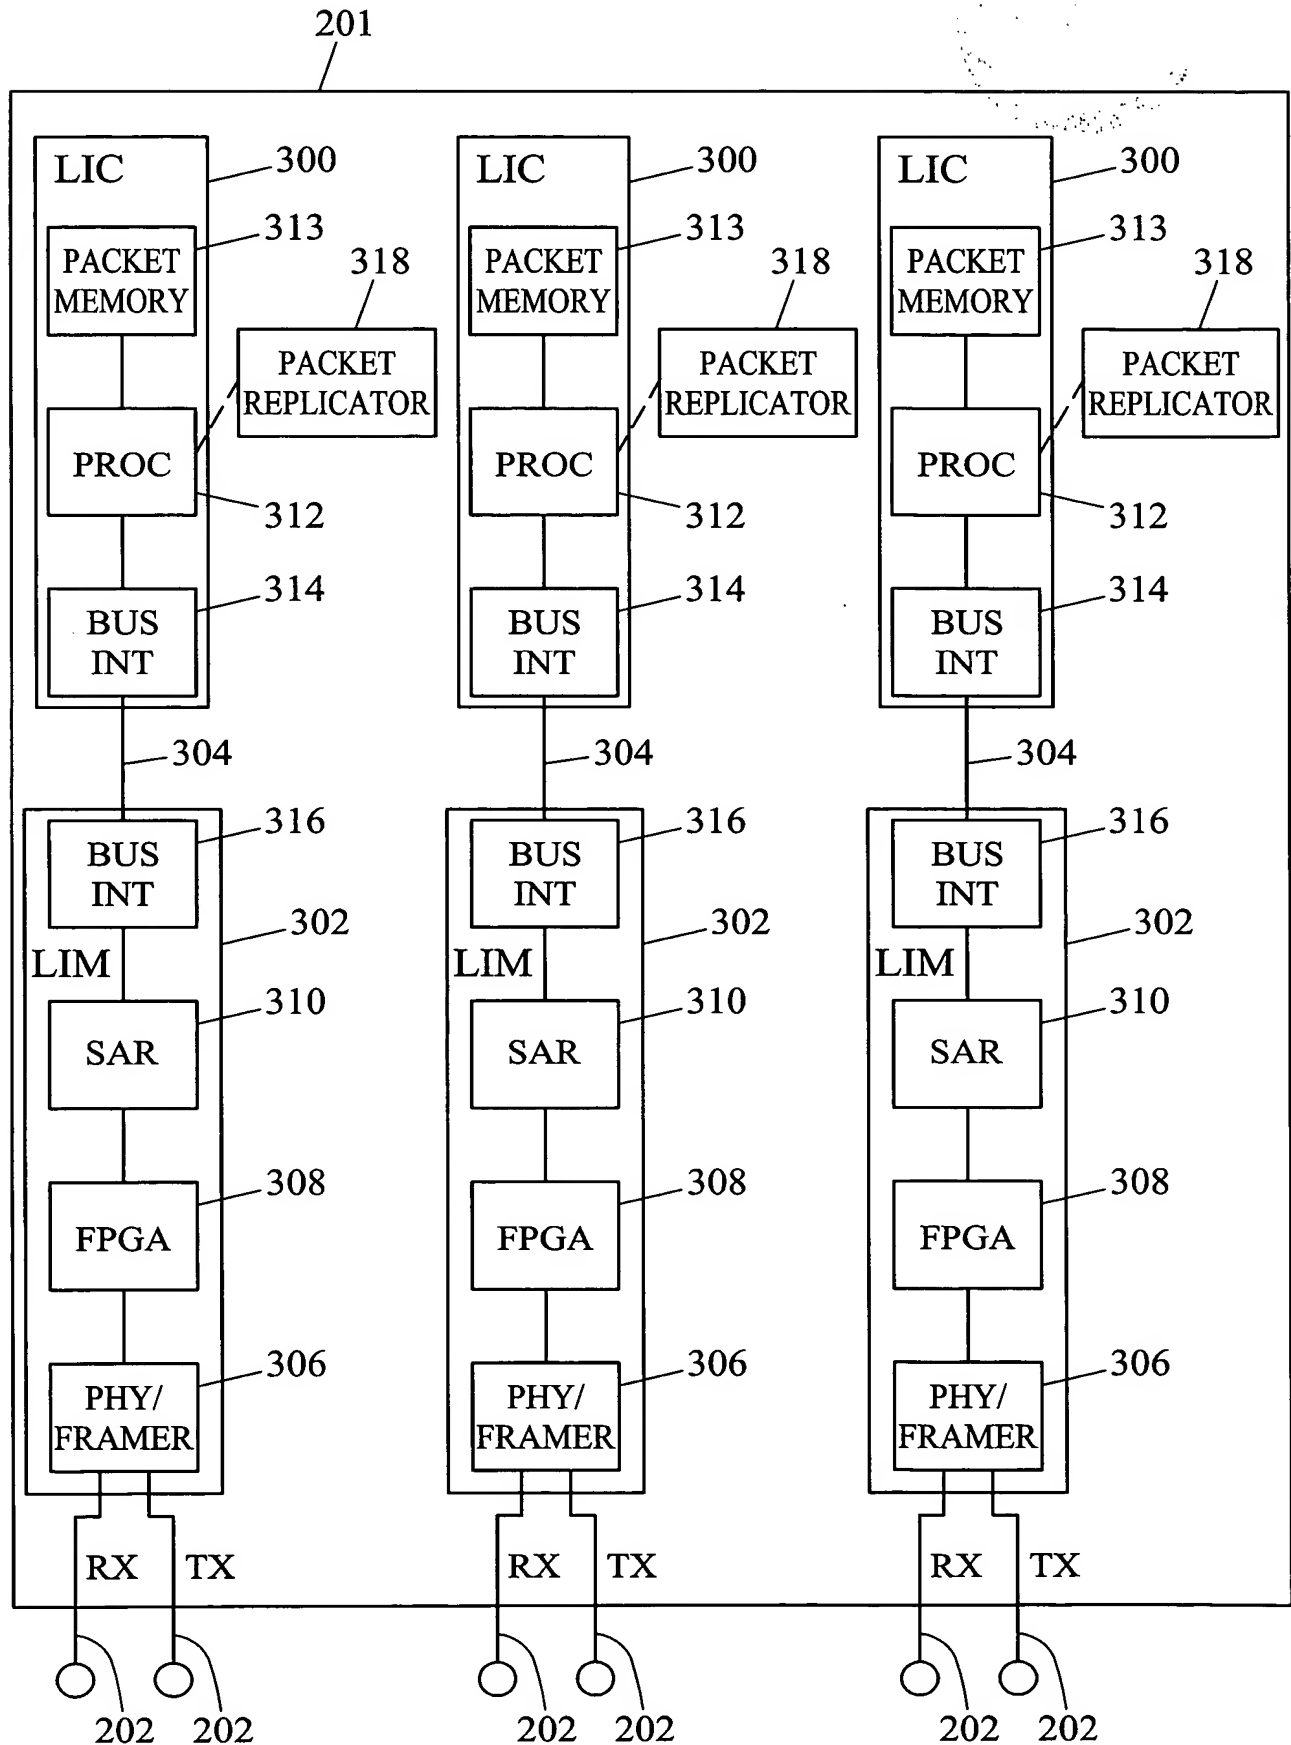 201
LIC
300
LIC
300
LIC
300
313
313
313
PACKET
MEMORY
318
PACKET
MEMORY
318
PACKET
MEMORY
318
PACKET
REPLICATOR
PACKET
REPLICATOR
PACKET
REPLICATOR
PROC
PROC
PROC
312
312
312
314
314
314
BUS
INT
BUS
INT
BUS
INT
304
304
304
316
316
316
BUS
INT
BUS
INT
BUS
INT
302
302
302
LIM
LIM
LIM
310
310
310
SAR
SAR
SAR
308
308
308
FPGA
FPGA
FPGA
306
306
306
PHY/
FRAMER
PHY/
FRAMER
PHY/
FRAMER
RX
TX
RX
TX
RX
TX
202
202
202
202
202
202